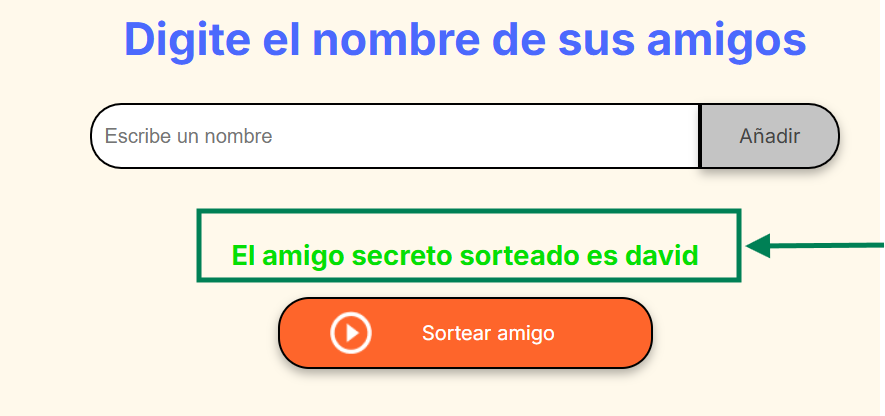 Digite el nombre de sus amigos
Escribe un nombre
Añadir
El amigo secreto sorteado es david
Sortear amigo